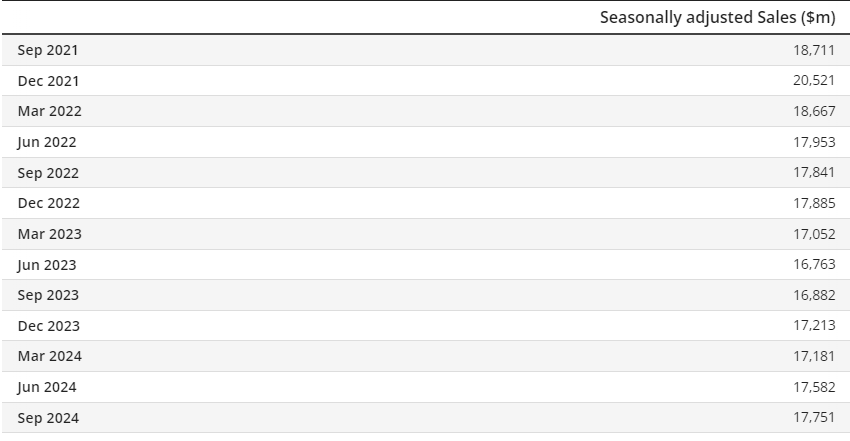 Seasonally adjusted Sales ($m)
Sep 2021 18,711
Dec 2021 20,521
Mar 2022 18,667
Jun 2022 17,953
Sep 2022 17,841
Dec 2022 17,885
Mar 2023 17,052
Jun 2023 16,763
Sep 2023 16,882
Dec 2023 17,213
Mar 2024 17,181
Jun 2024 17,582
Sep 2024 17,751